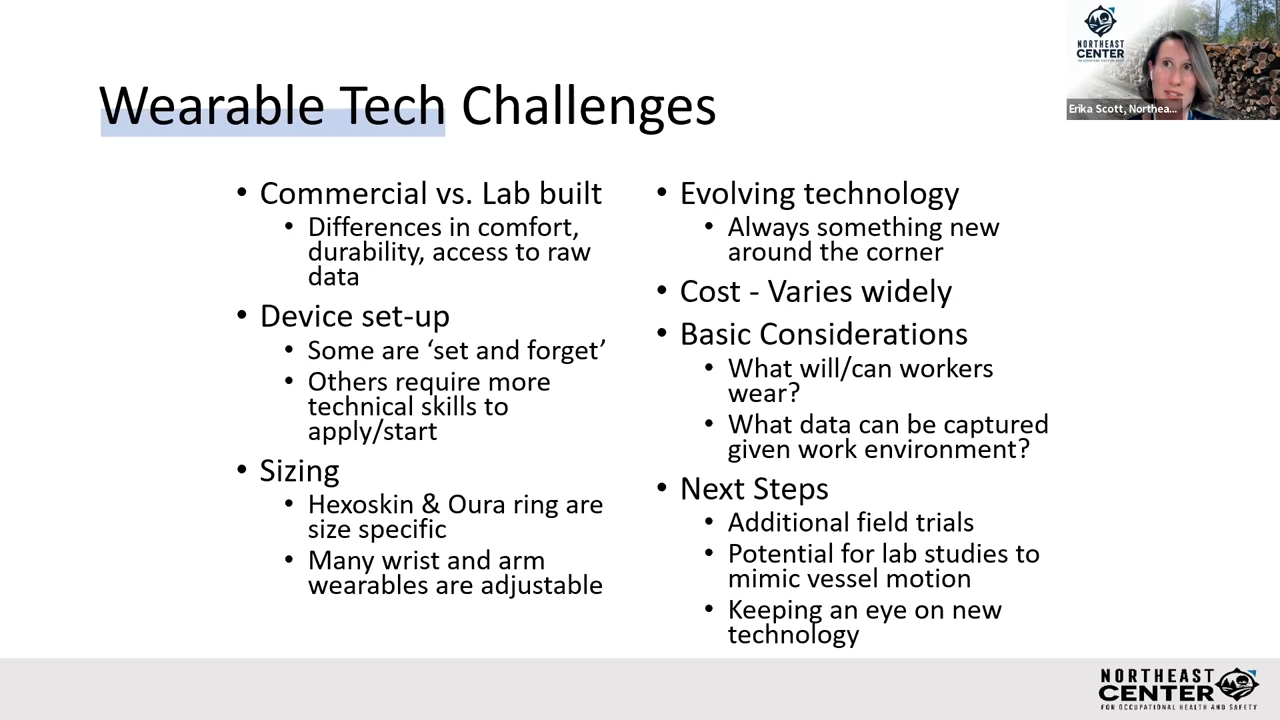 Wearable Tech Challenges
• Commercial vs. Lab built
• Differences in comfort,
durability, access to raw
data
• Device set-up
• Some are ‘set and forget’
• Others require more
technical skills to
apply/start
• Sizing
• Hexoskin & Oura ring are
size specific
• Many wrist and arm
wearables are adjustable
• Evolving technology
• Always something new
around the corner
• Cost - Varies widely
• Basic Considerations
• What will/can workers
wear?
• What data can be captured
given work environment?
• Next Steps
• Additional field trials
• Potential for lab studies to
mimic vessel motion
• Keeping an eye on new
technology
NORTHEAST
CENTER
Erika Scott, Northea...
NORTHEAST
CENTER
FOR OCCUPATIONAL HEALTH AND SAFETY